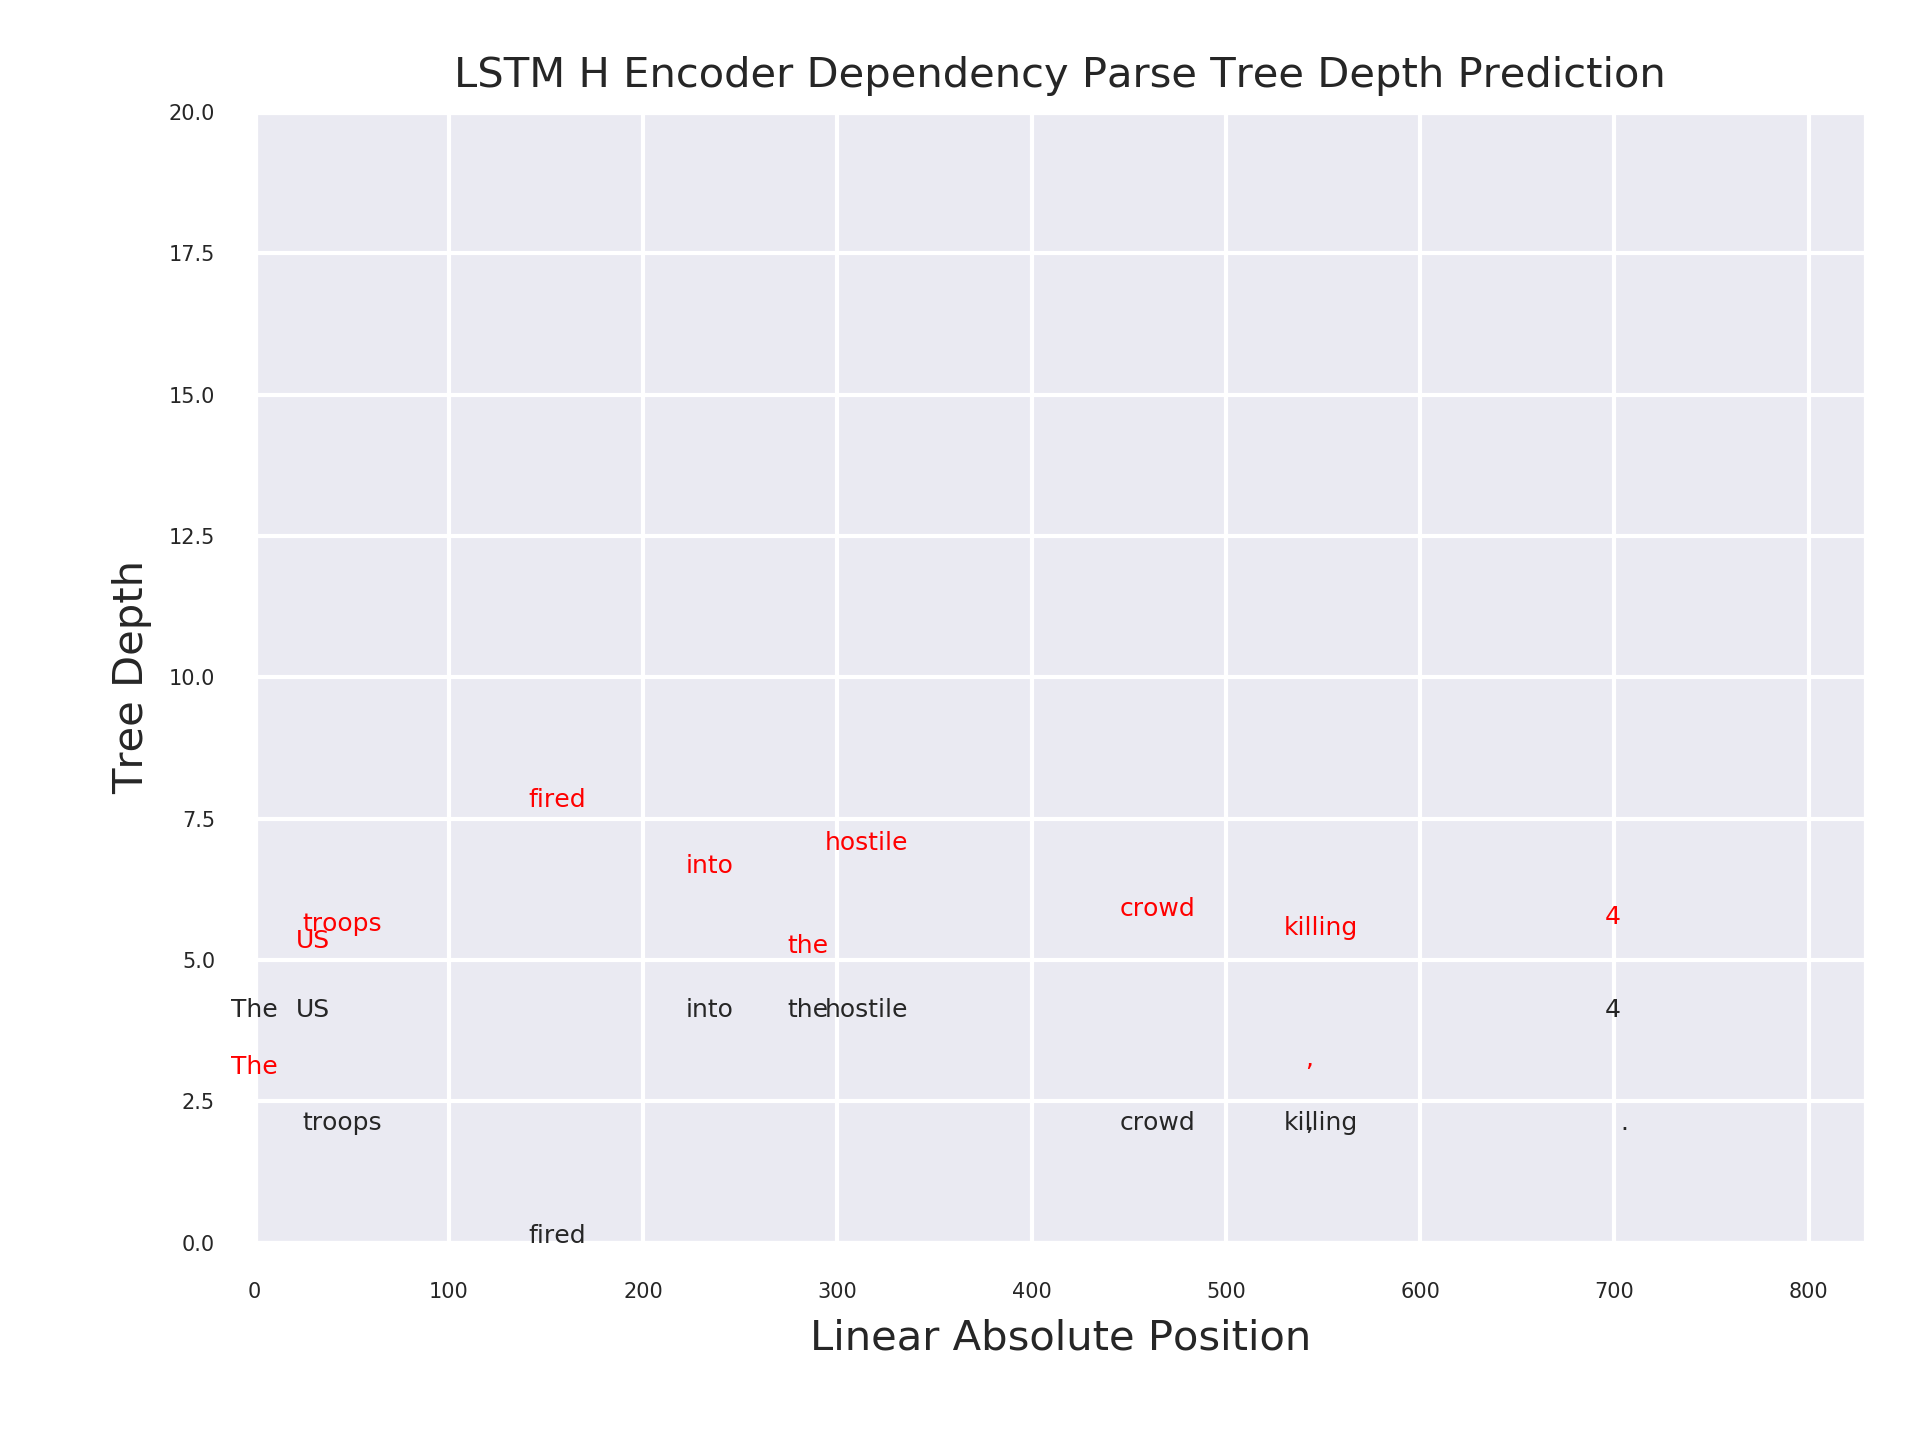 LSTM H Encoder Dependency Parse Tree Depth Prediction
20.0
17.5
15.0
12.5
10.0
7.5
5.0
2.5
0.0
Tree Depth
fired
hostile
into
crowd
troops
killing
4
US
the
The US into the hostile 4
The ,
troops crowd killing , .
fired
0 100 200 300 400 500 600 700 800
Linear Absolute Position